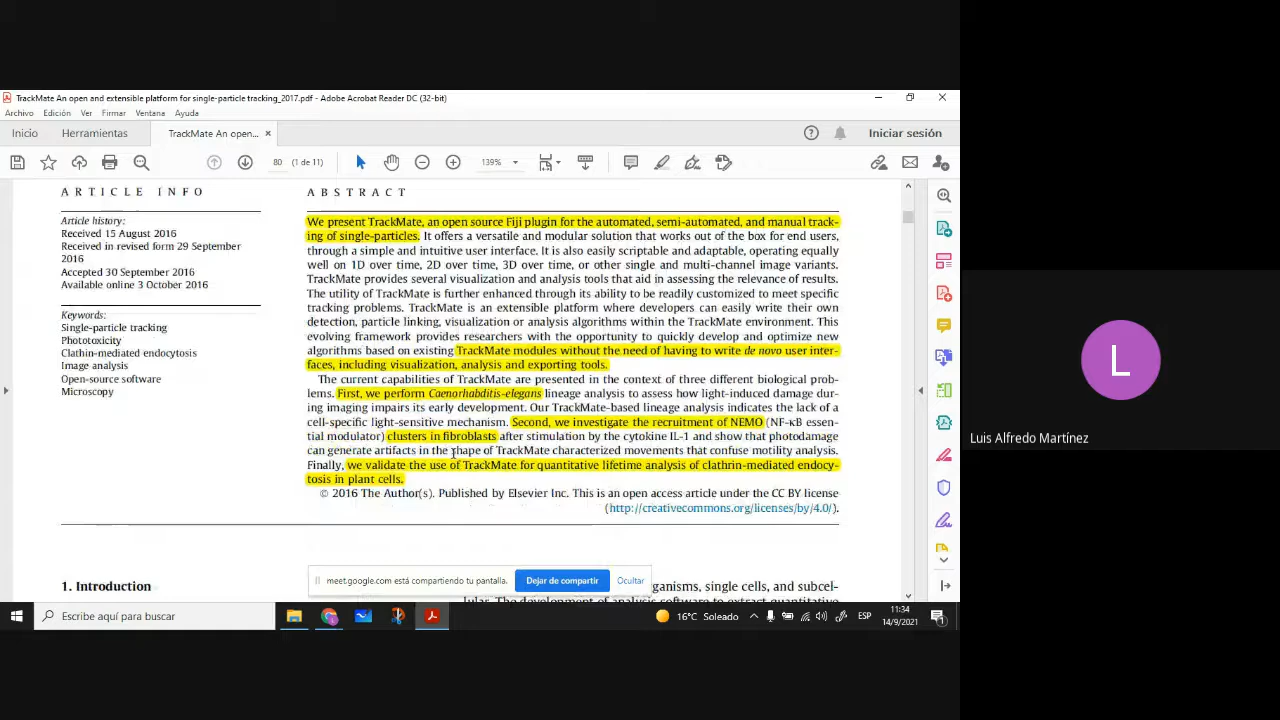 TrackMate An open and extensible platform for single-particle tracking_2017.pdf - Adobe Acrobat Reader DC (32-bit)
Archivo Edición Ver Firmar Ventana Ayuda
Inicio Herramientas TrackMate An open... × Iniciar sesión
80 (1 de 11) 139%
ARTICLE INFO
Article history:
Received 15 August 2016
Received in revised form 29 September
2016
Accepted 30 September 2016
Available online 3 October 2016
Keywords:
Single-particle tracking
Phototoxicity
Clathin-mediated endocytosis
Image analysis
Open-source software
Microscopy
ABSTRACT
We present TrackMate, an open source Fiji plugin for the automated, semi-automated, and manual track-
ing of single-particles. It offers a versatile and modular solution that works out of the box for end users,
through a simple and intuitive user interface. It is also easily scriptable and adaptable, operating equally
well on 1D over time, 2D over time, 3D over time, or other single and multi-channel image variants.
TrackMate provides several visualization and analysis tools that aid in assessing the relevance of results.
The utility of TrackMate is further enhanced through its ability to be readily customized to meet specific
tracking problems. TrackMate is an extensible platform where developers can easily write their own
detection, particle linking, visualization or analysis algorithms within the TrackMate environment. This
evolving framework provides researchers with the opportunity to quickly develop and optimize new
algorithms based on existing TrackMate modules without the need of having to write de novo user inter-
faces, including visualization, analysis and exporting tools.
The current capabilities of TrackMate are presented in the context of three different biological prob-
lems. First, we perform Caenorhabditis-elegans lineage analysis to assess how light-induced damage dur-
ing imaging impairs its early development. Our TrackMate-based lineage analysis indicates the lack of a
cell-specific light-sensitive mechanism. Second, we investigate the recruitment of NEMO (NF-κB essen-
tial modulator) clusters in fibroblasts after stimulation by the cytokine IL-1 and show that photodamage
can generate artifacts in the shape of TrackMate characterized movements that confuse motility analysis.
Finally, we validate the use of TrackMate for quantitative lifetime analysis of clathrin-mediated endocy-
tosis in plant cells.
© 2016 The Author(s). Published by Elsevier Inc. This is an open access article under the CC BY license
(http://creativecommons.org/licenses/by/4.0/).
1. Introduction
ganisms, single cells, and subcel-
lular. The development of analysis software to extract quantitative
meet.google.com está compartiendo tu pantalla. Dejar de compartir Ocultar
Escribe aquí para buscar
16°C Soleado ESP
11:34
14/9/2021
L
Luis Alfredo Martínez